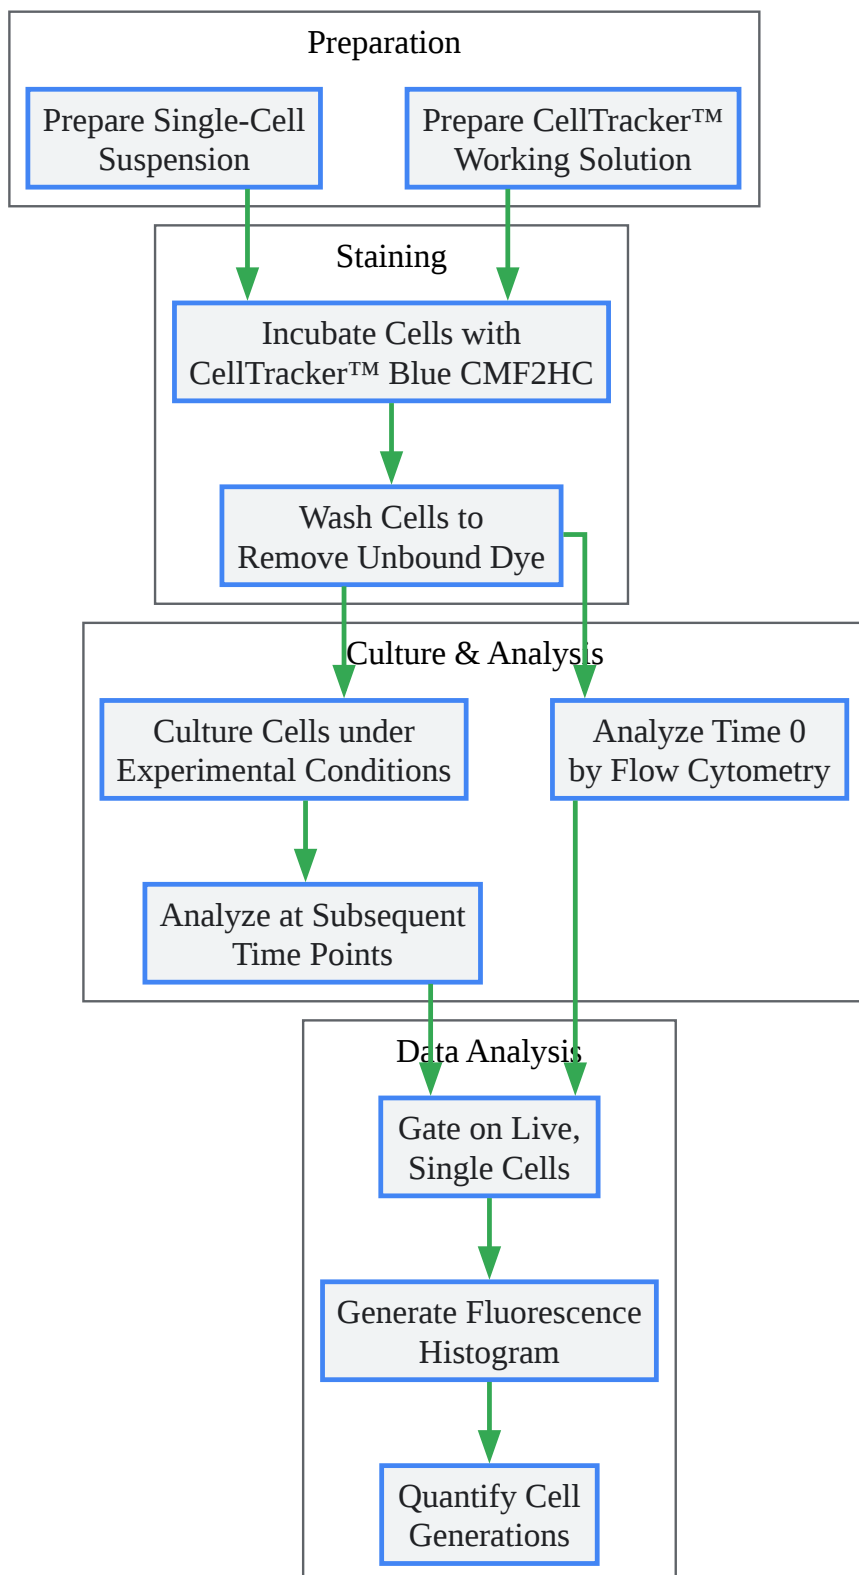 Preparation
Prepare Single-Cell
Suspension
Prepare CellTracker™
Working Solution
Staining
Incubate Cells with
CellTracker™ Blue CMF2HC
Wash Cells to
Remove Unbound Dye
Culture & Analysis
Culture Cells under
Experimental Conditions
Analyze Time 0
by Flow Cytometry
Analyze at Subsequent
Time Points
Data Analysis
Gate on Live,
Single Cells
Generate Fluorescence
Histogram
Quantify Cell
Generations